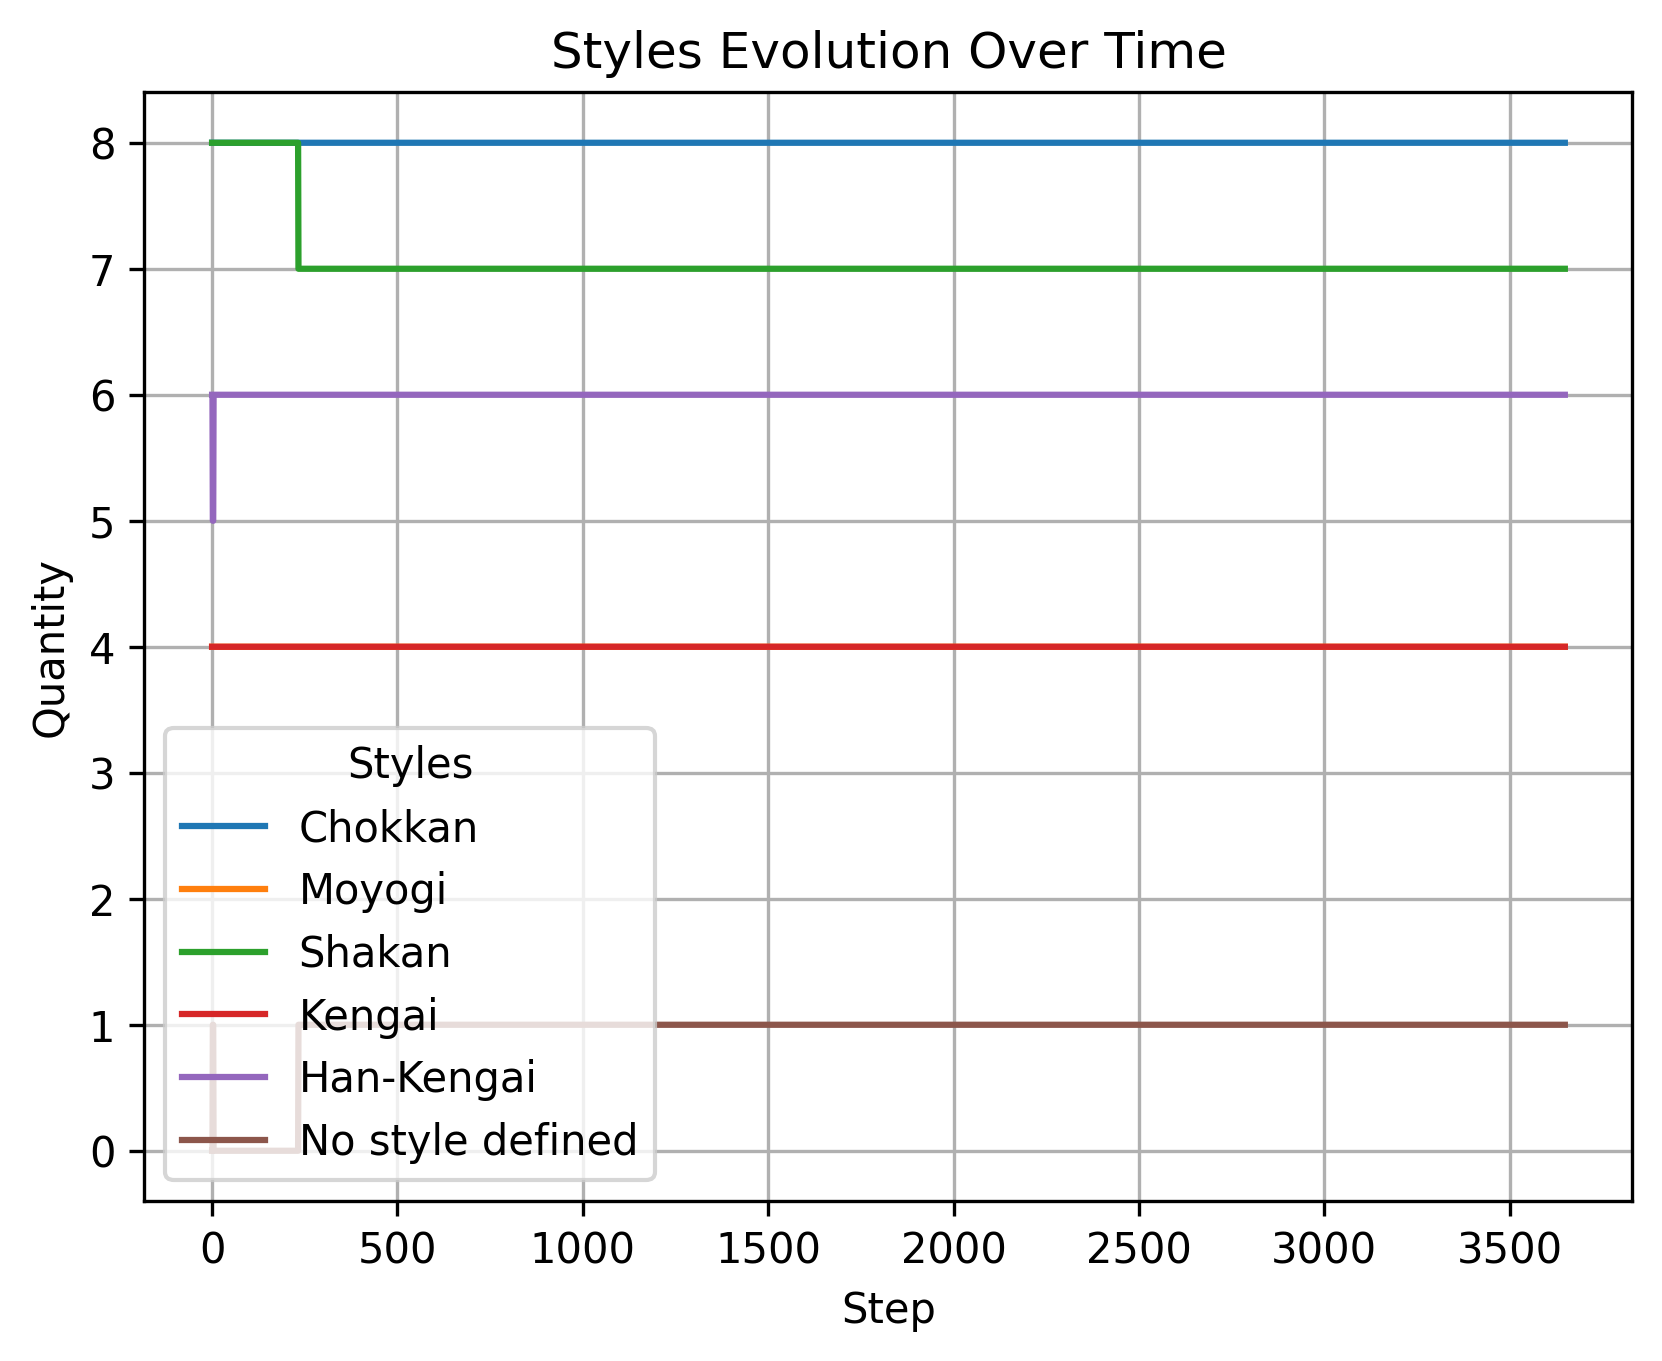 Styles Evolution Over Time
8
7
6
5
4
3
2
1
0
Quantity
Styles
Chokkan
Moyogi
Shakan
Kengai
Han-Kengai
No style defined
0 500 1000 1500 2000 2500 3000 3500
Step